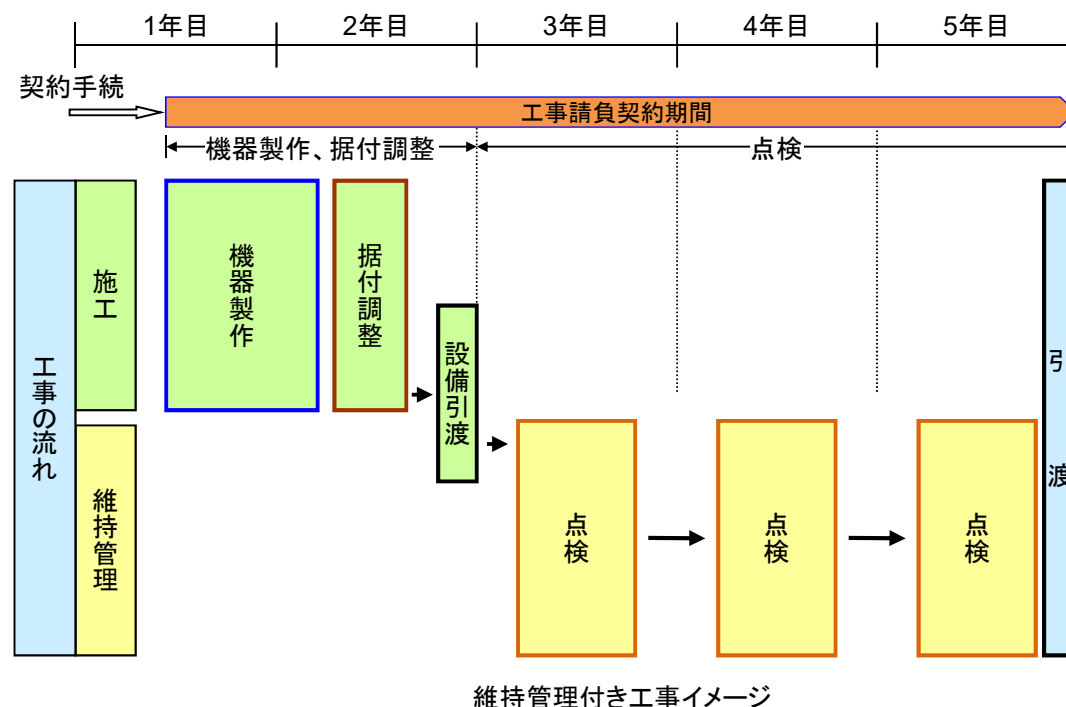 1年目
2年目
3年目
4年目
5年目
契約手続
工事請負契約期間
機器製作、据付調整
点検
工事の流れ
施工
機器製作
据付調整
設備引渡
引渡
維持管理
点検
点検
点検
維持管理付き工事イメージ